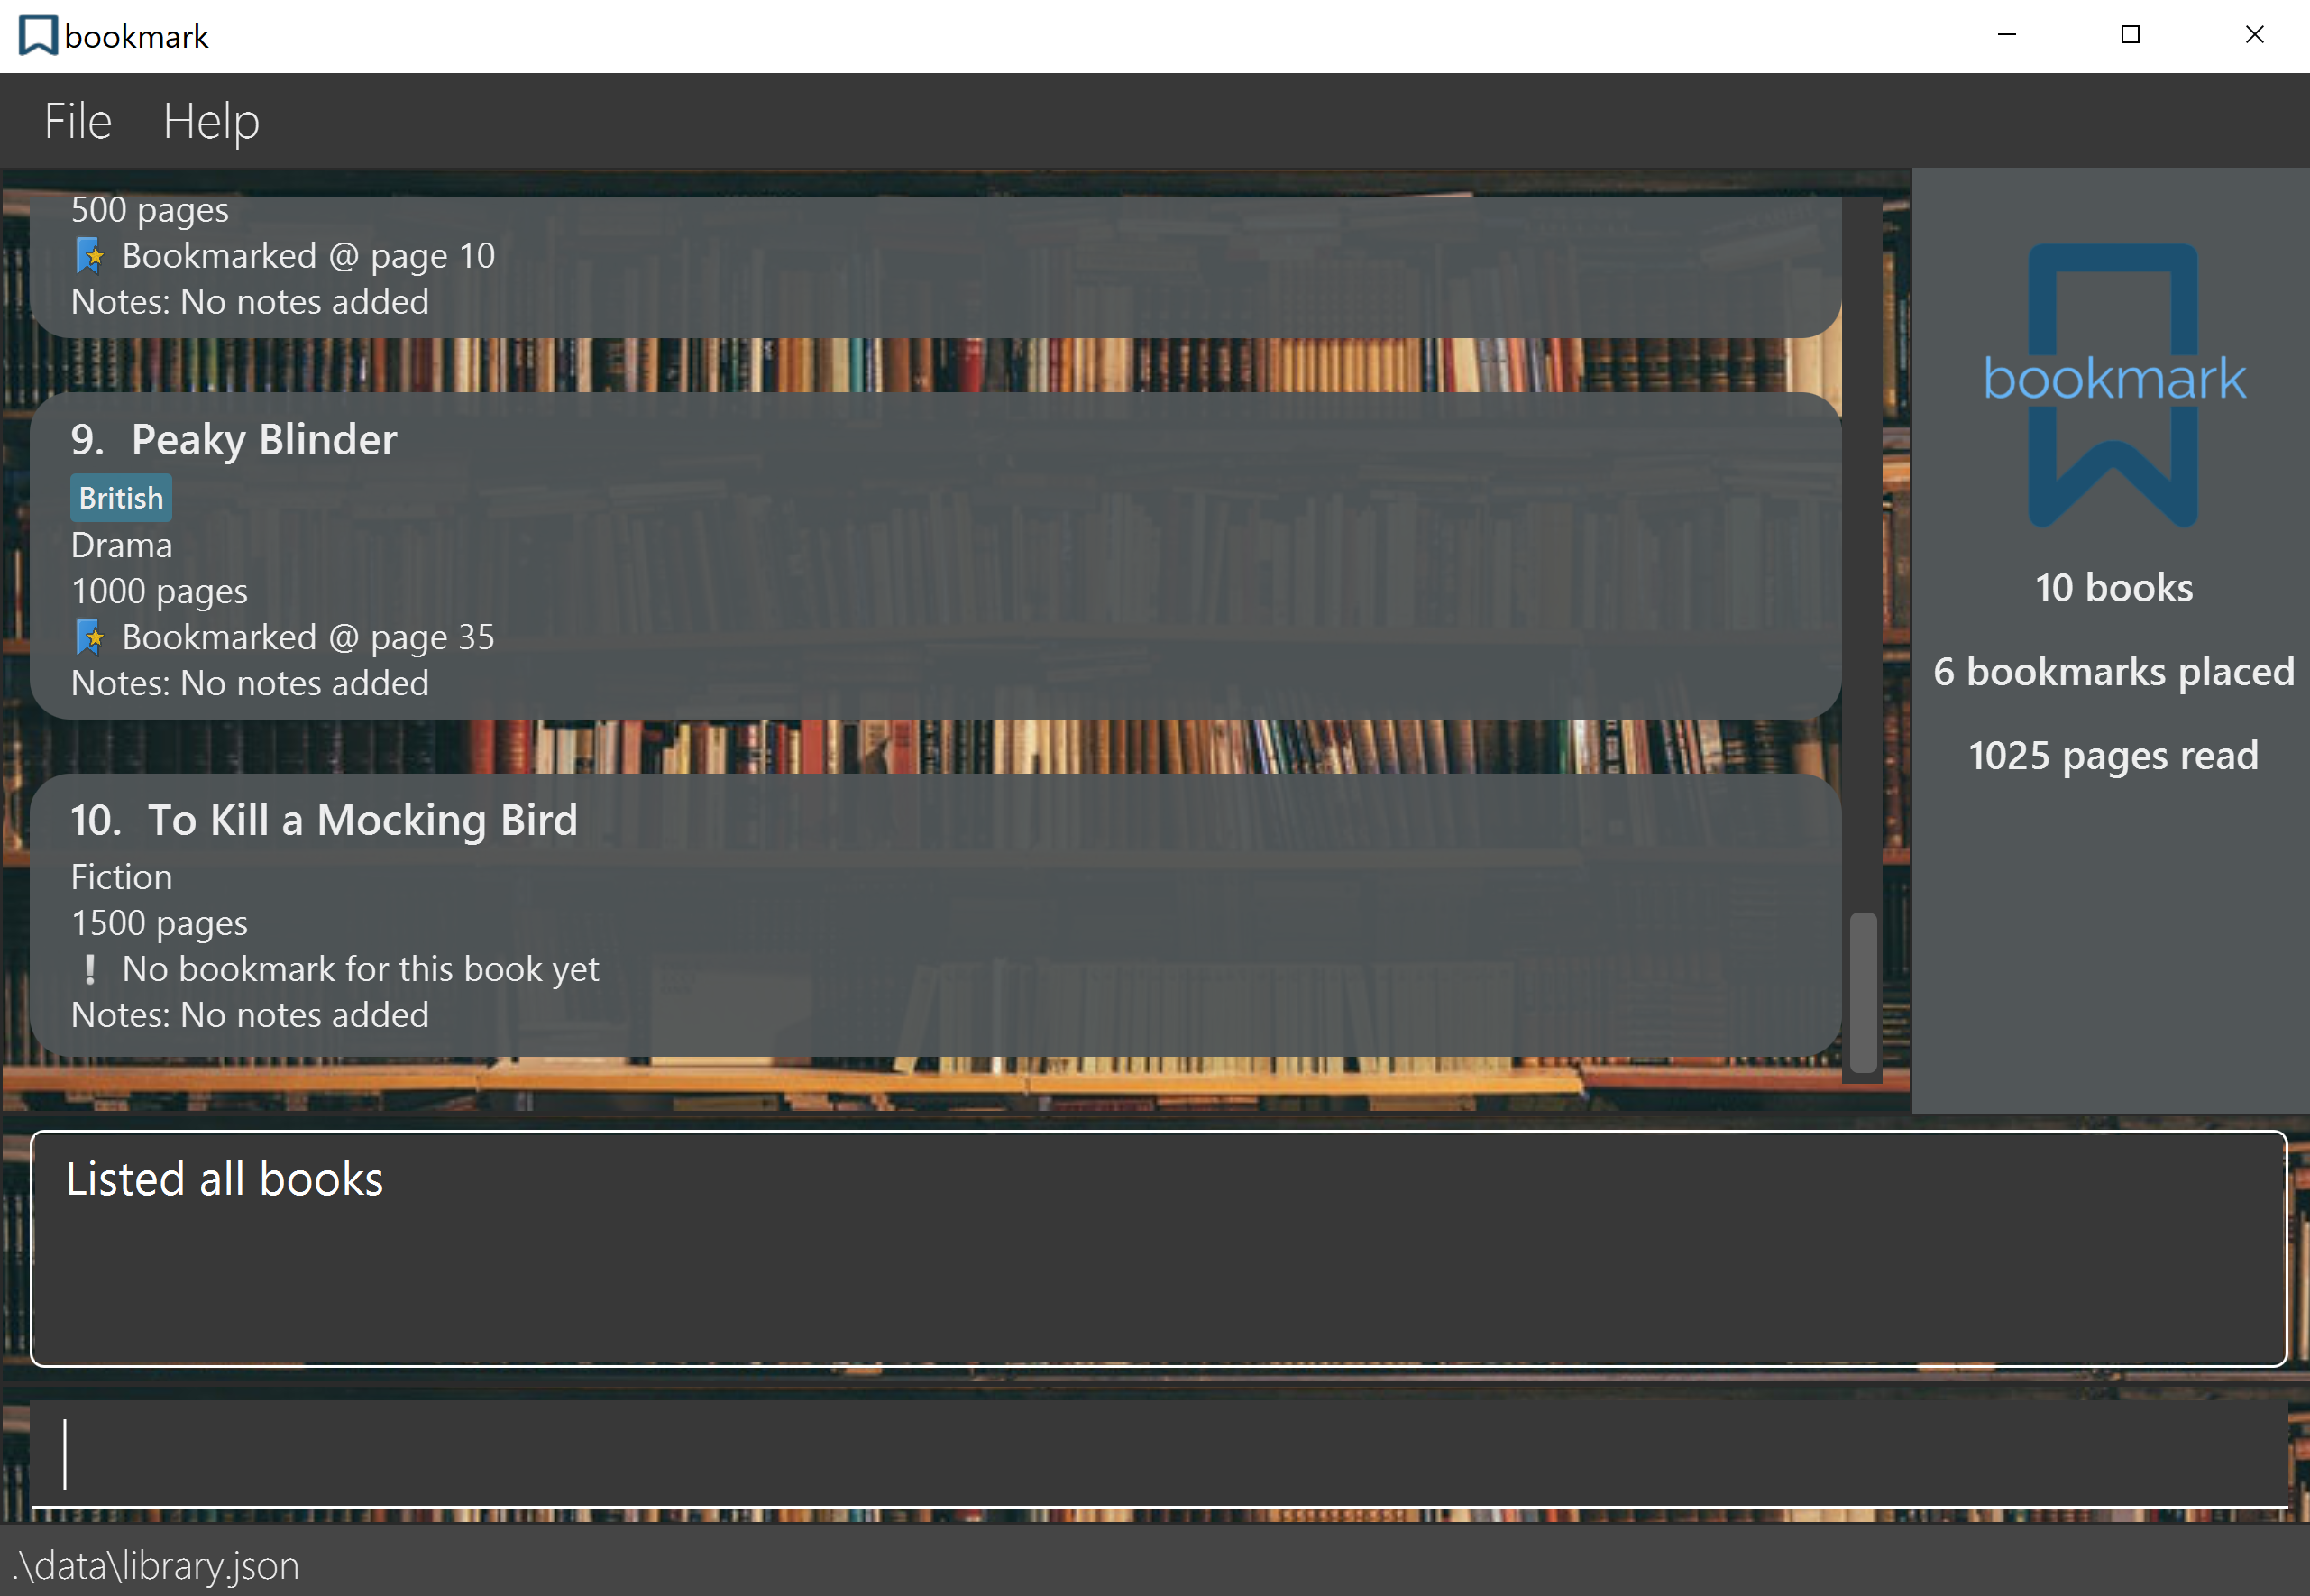 bookmark
File Help
500 pages
Bookmarked @ page 10
Notes: No notes added
9. Peaky Blinder
British
Drama
1000 pages
Bookmarked @ page 35
Notes: No notes added
10. To Kill a Mocking Bird
Fiction
1500 pages
No bookmark for this book yet
Notes: No notes added
bookmark
10 books
6 bookmarks placed
1025 pages read
Listed all books
.\data\library.json